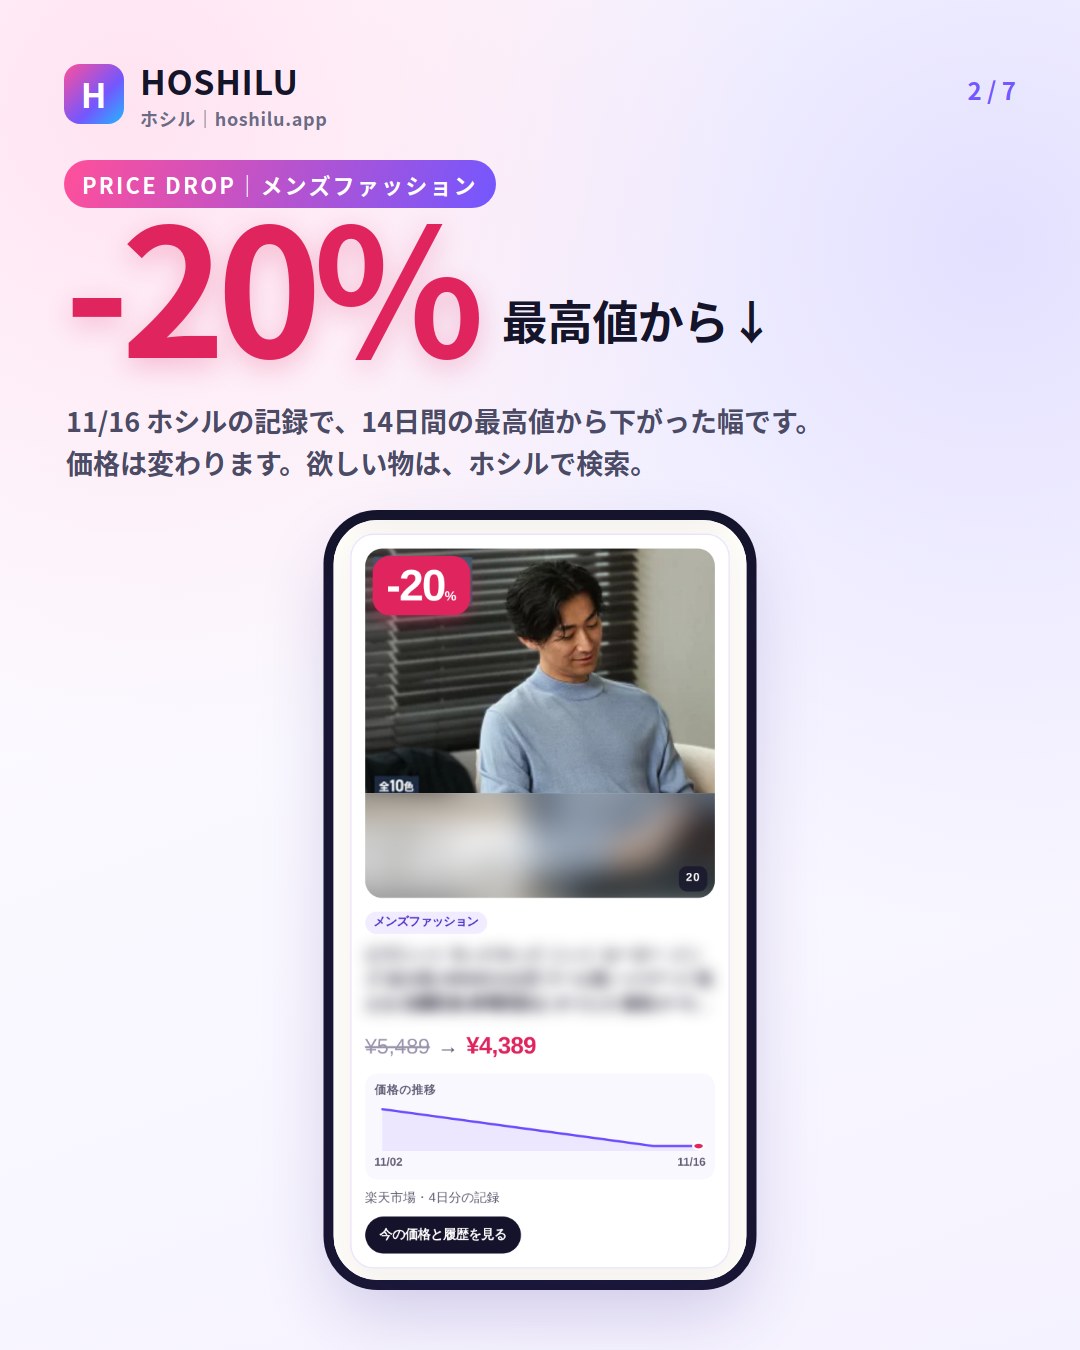 H
HOSHILU
ホシル｜hoshilu.app
2 / 7
PRICE DROP｜メンズファッション
-20% 最高値から↓
11/16 ホシルの記録で、14日間の最高値から下がった幅です。
価格は変わります。欲しい物は、ホシルで検索。
-20%
全10色
20
メンズファッション
¥5,489 → ¥4,389
価格の推移
11/02 11/16
楽天市場・4日分の記録
今の価格と履歴を見る